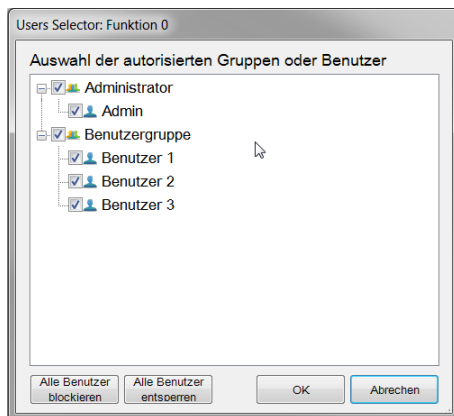 Users Selector: Funktion 0
Auswahl der autorisierten Gruppen oder Benutzer
Administrator
Admin
Benutzergruppe
Benutzer 1
Benutzer 2
Benutzer 3
Alle Benutzer
blockieren
Alle Benutzer
entsperren
OK
Abrechen